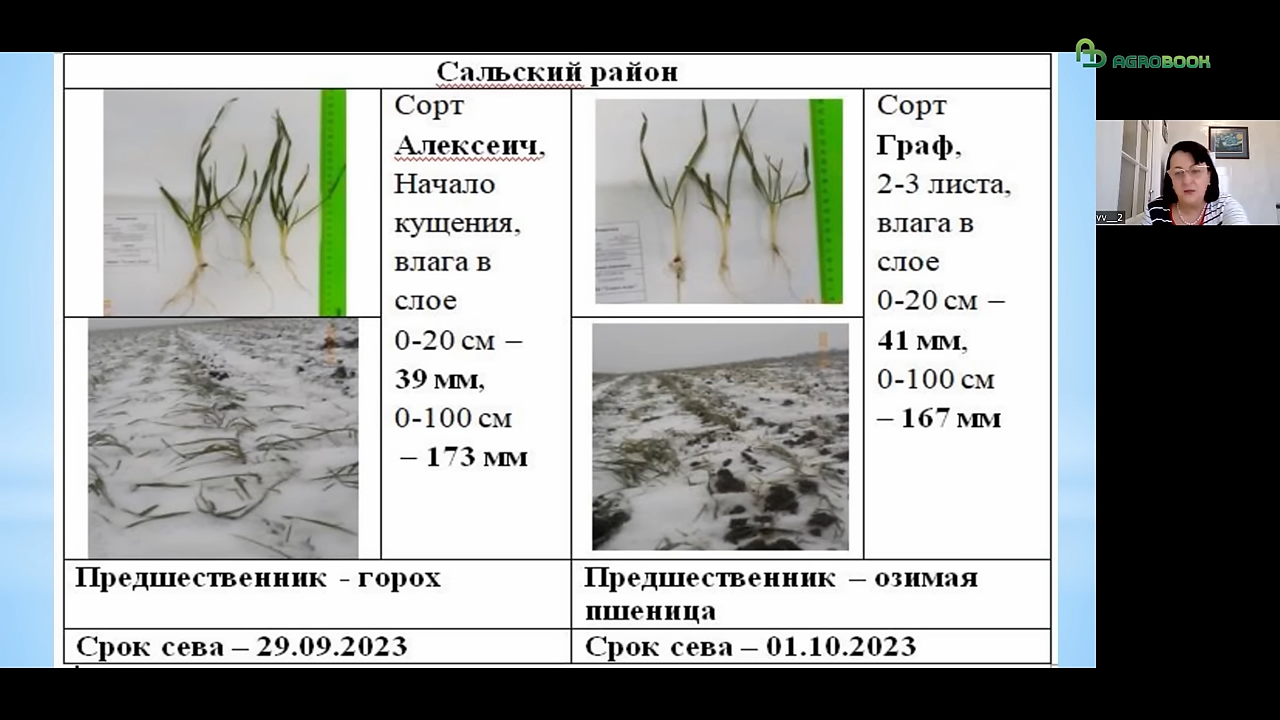 AGROBOOK
Сальский район
Сорт
Алексеич,
Начало
кущения,
влага в
слое
0-20 см –
39 мм,
0-100 см
– 173 мм
Сорт
Граф,
2-3 листа,
влага в
слое
0-20 см –
41 мм,
0-100 см
– 167 мм
Предшественник - горох
Предшественник – озимая
пшеница
Срок сева – 29.09.2023
Срок сева – 01.10.2023
vv__2